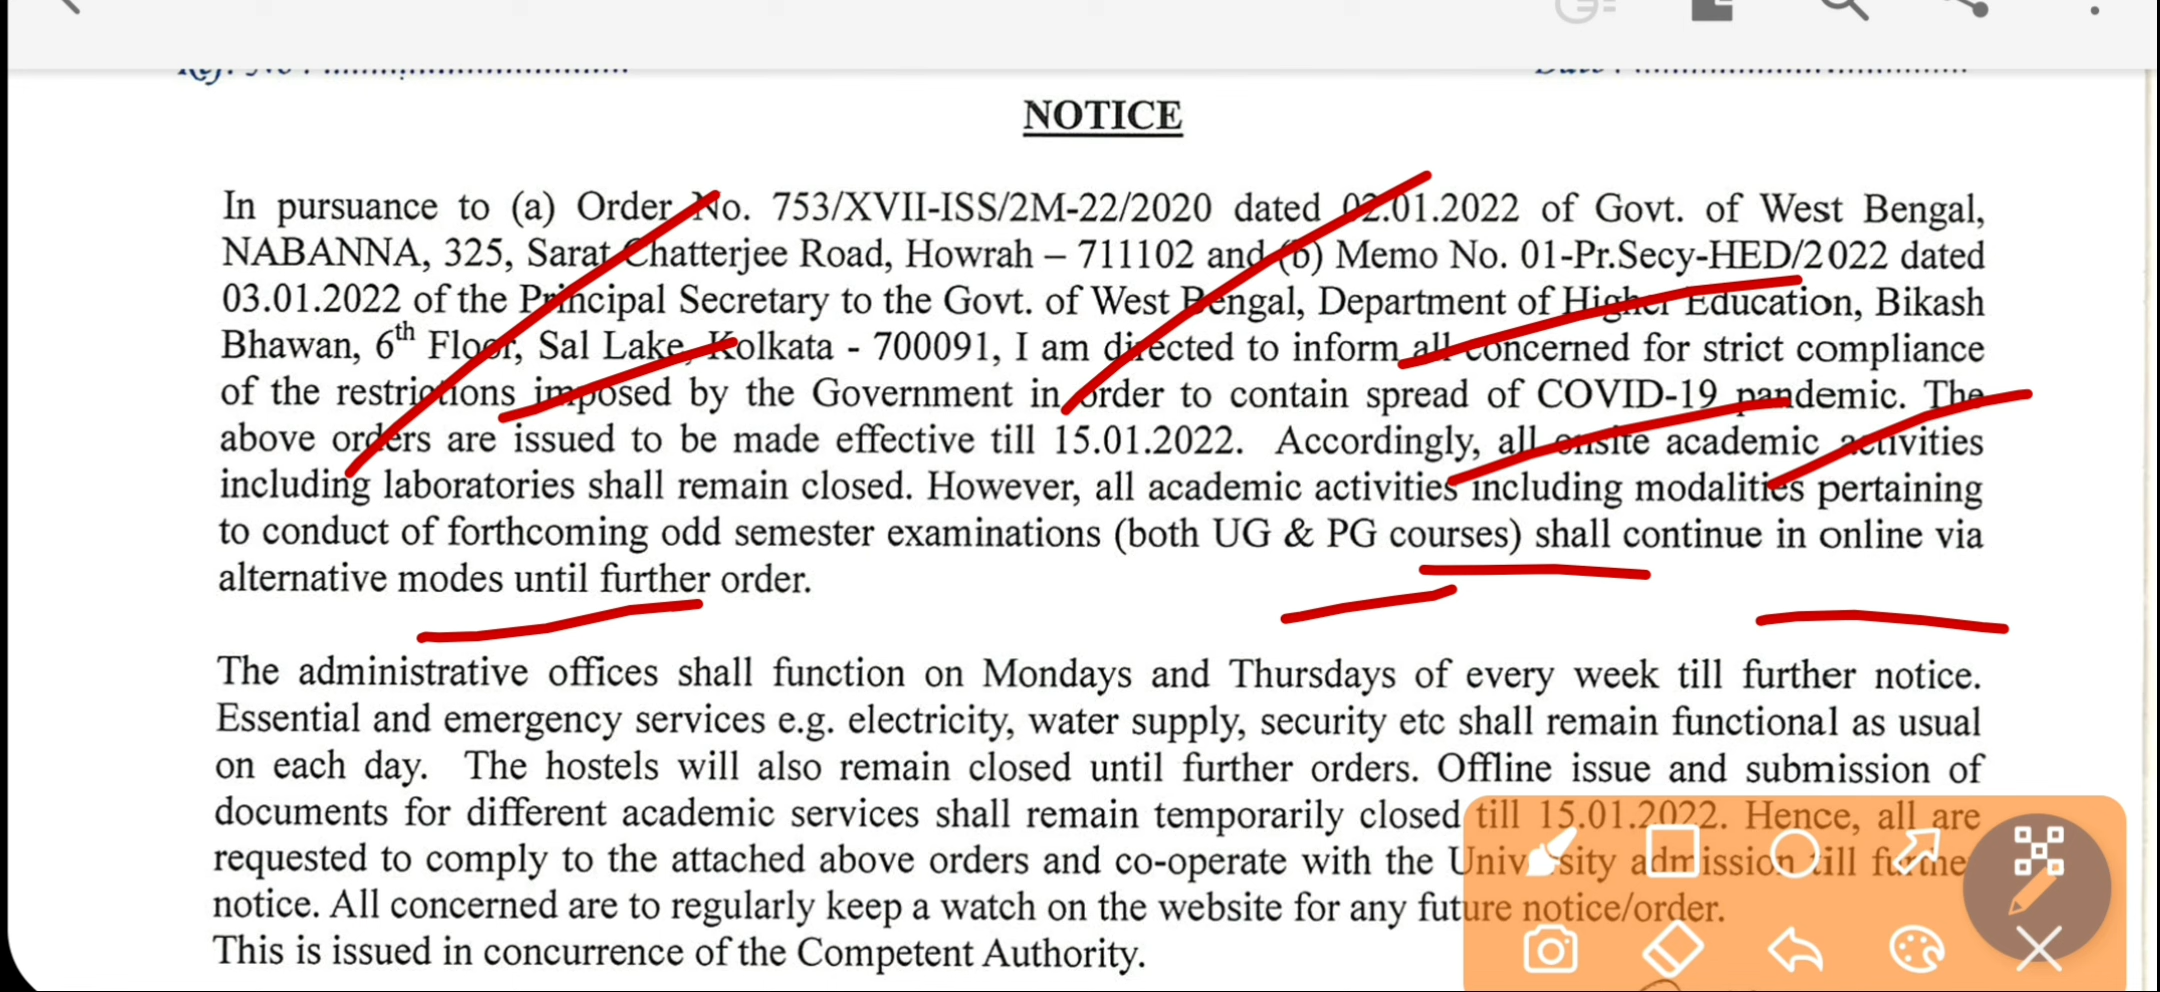 NOTICE
In pursuance to (a) Order No. 753/XVII-ISS/2M-22/2020 dated 02.01.2022 of Govt. of West Bengal,
NABANNA, 325, Sarat Chatterjee Road, Howrah – 711102 and (b) Memo No. 01-Pr.Secy-HED/2022 dated
03.01.2022 of the Principal Secretary to the Govt. of West Bengal, Department of Higher Education, Bikash
Bhawan, 6th Floor, Sal Lake, Kolkata - 700091, I am directed to inform all concerned for strict compliance
of the restrictions imposed by the Government in order to contain spread of COVID-19 pandemic. The
above orders are issued to be made effective till 15.01.2022. Accordingly, all onsite academic activities
including laboratories shall remain closed. However, all academic activities including modalities pertaining
to conduct of forthcoming odd semester examinations (both UG & PG courses) shall continue in online via
alternative modes until further order.
The administrative offices shall function on Mondays and Thursdays of every week till further notice.
Essential and emergency services e.g. electricity, water supply, security etc shall remain functional as usual
on each day. The hostels will also remain closed until further orders. Offline issue and submission of
documents for different academic services shall remain temporarily closed till 15.01.2022. Hence, all are
requested to comply to the attached above orders and co-operate with the University admission till further
notice. All concerned are to regularly keep a watch on the website for any future notice/order.
This is issued in concurrence of the Competent Authority.